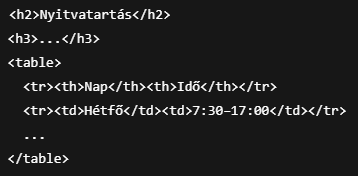 <h2>Nyitvatartás</h2>
<h3>...</h3>
<table>
  <tr><th>Nap</th><th>Idő</th></tr>
  <tr><td>Hétfő</td><td>7:30–17:00</td></tr>
  ...
</table>